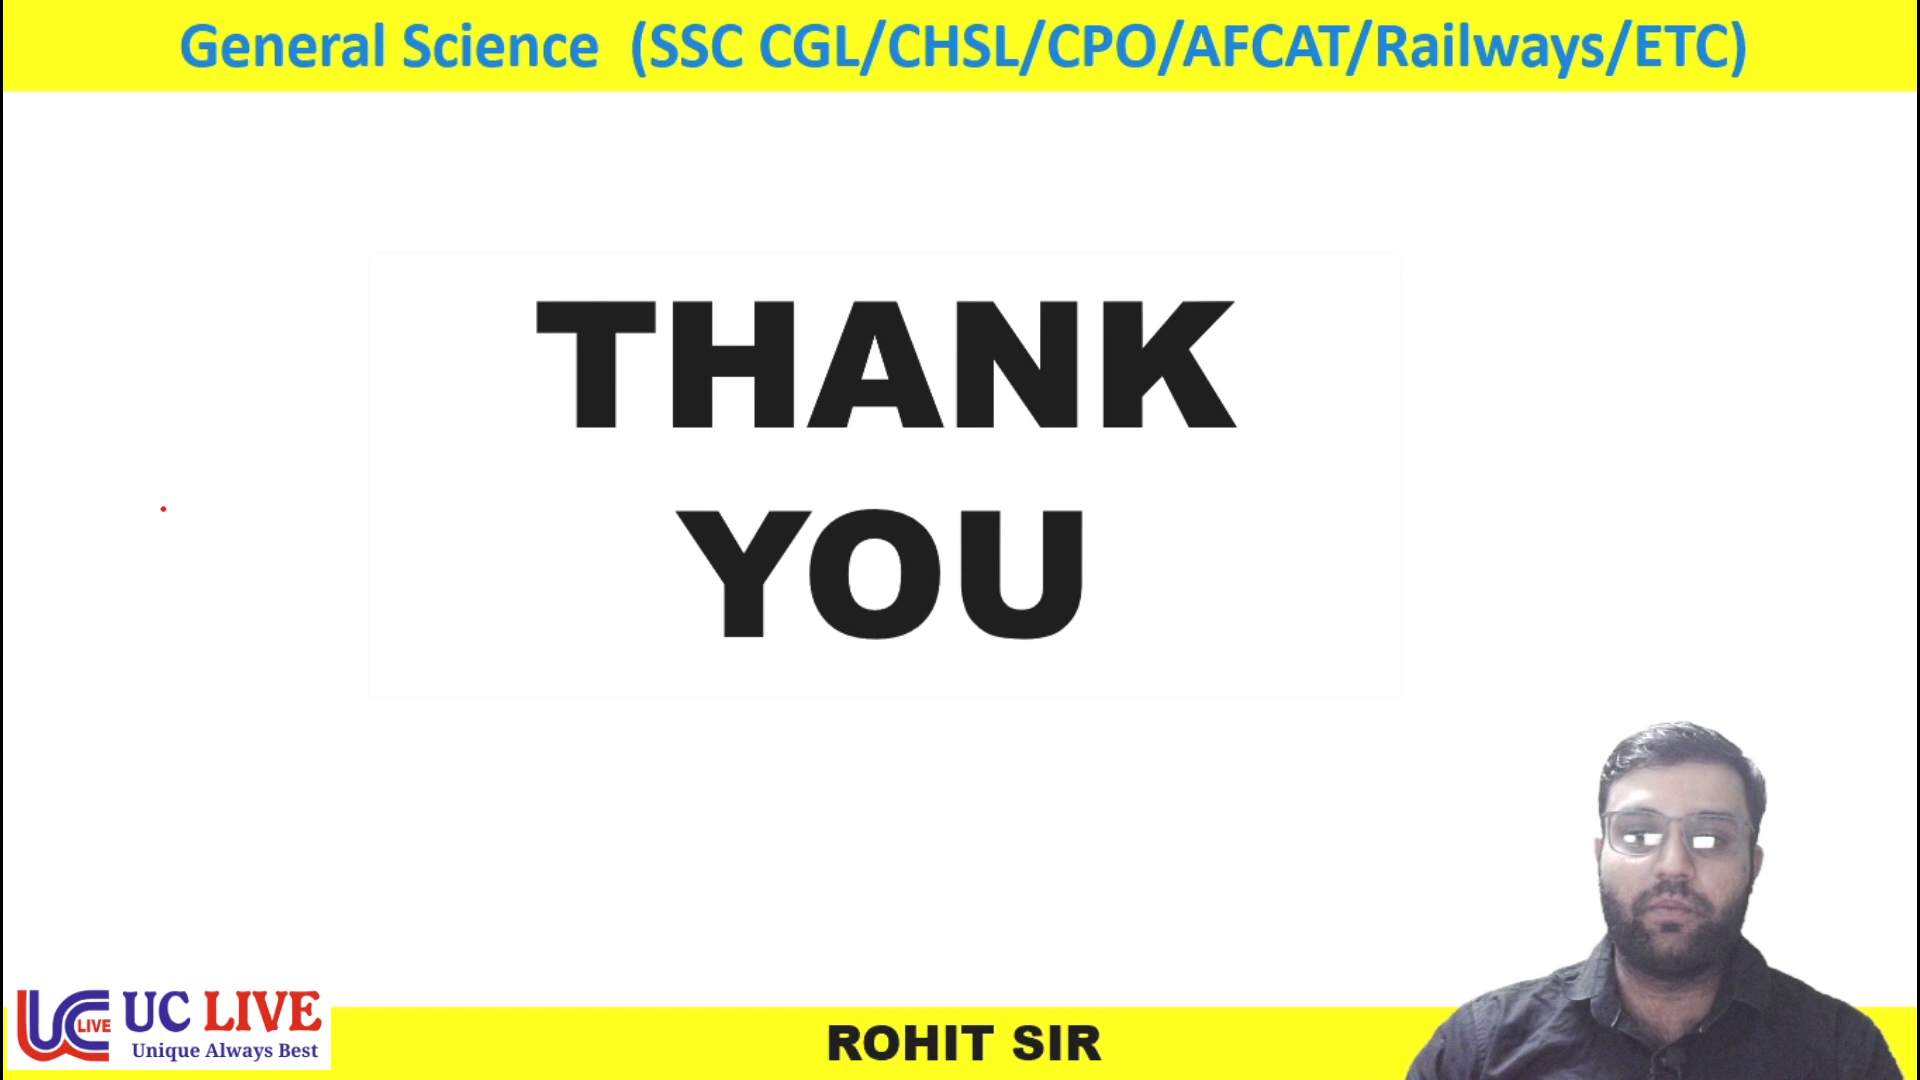 General Science (SSC CGL/CHSL/CPO/AFCAT/Railways/ETC)
THANK
YOU
LIVE
UC LIVE
Unique Always Best
ROHIT SIR